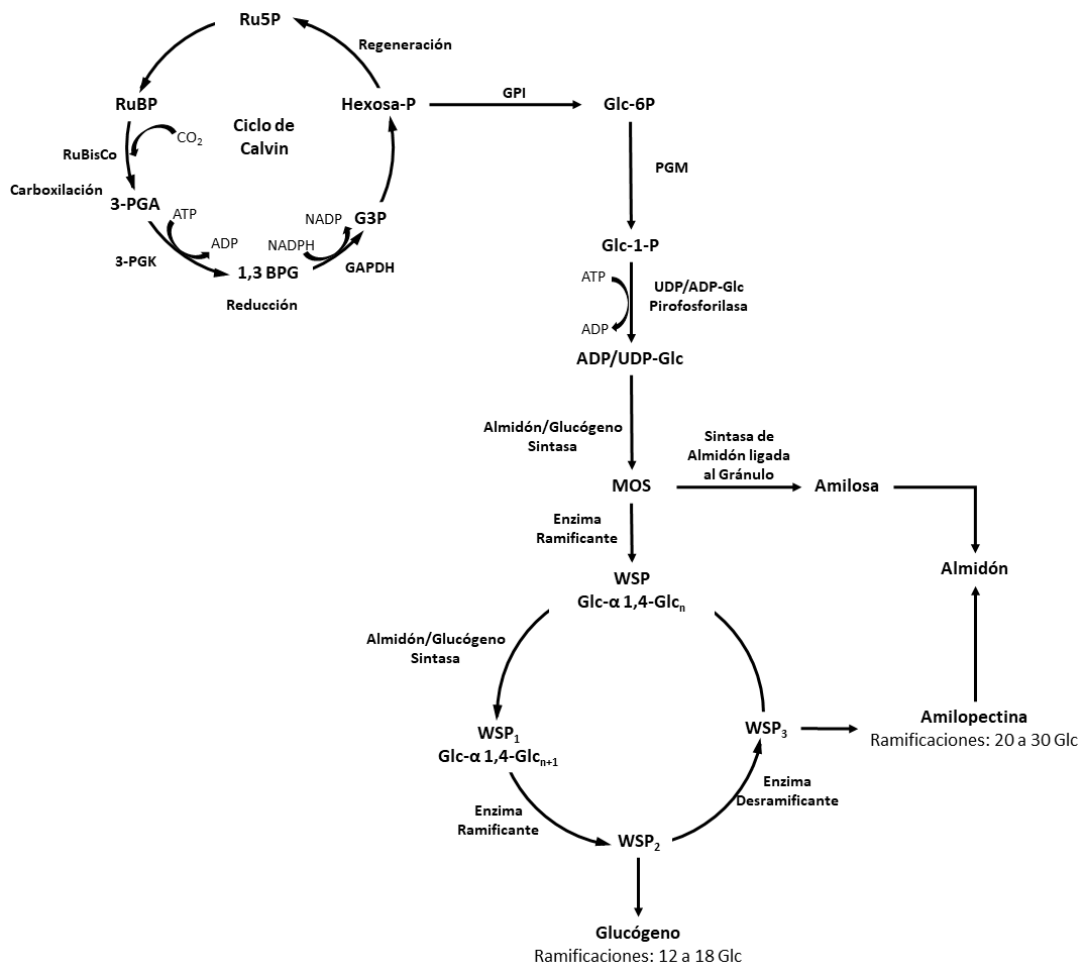 Ru5P
Regeneración
RuBP
Hexosa-P
GPI
Glc-6P
Ciclo de
Calvin
CO2
RuBisCo
PGM
Carboxilación
3-PGA
ATP
NADP
G3P
ADP
NADPH
3-PGK
1,3 BPG
GAPDH
Reducción
Glc-1-P
ATP
UDP/ADP-Glc
Pirofosforilasa
ADP
ADP/UDP-Glc
Almidón/Glucógeno
Sintasa
Sintasa de
Almidón ligada
al Gránulo
MOS
Amilosa
Enzima
Ramificante
Almidón
WSP
Glc-α 1,4-Glcn
Almidón/Glucógeno
Sintasa
WSP1
Glc-α 1,4-Glcn+1
WSP3
Amilopectina
Ramificaciones: 20 a 30 Glc
Enzima
Ramificante
Enzima
Desramificante
WSP2
Glucógeno
Ramificaciones: 12 a 18 Glc